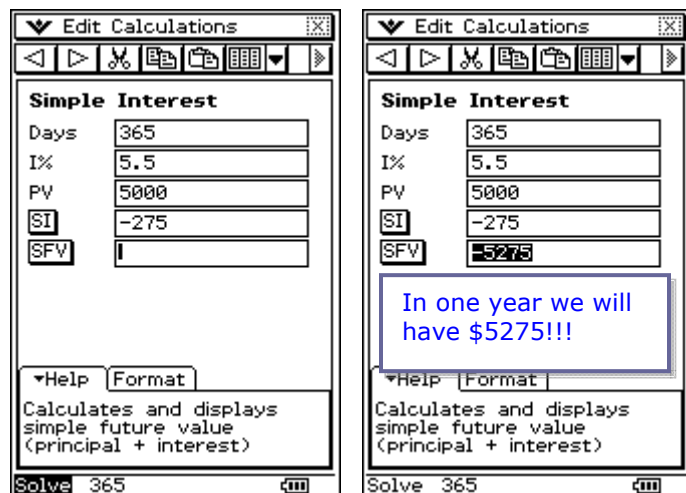 Edit Calculations
Simple Interest
Days 365
I% 5.5
PV 5000
SI -275
SFV
Help Format
Calculates and displays
simple future value
(principal + interest)
Solve 365
Edit Calculations
Simple Interest
Days 365
I% 5.5
PV 5000
SI -275
SFV -5275
In one year we will
have $5275!!!
Help Format
Calculates and displays
simple future value
(principal + interest)
Solve 365